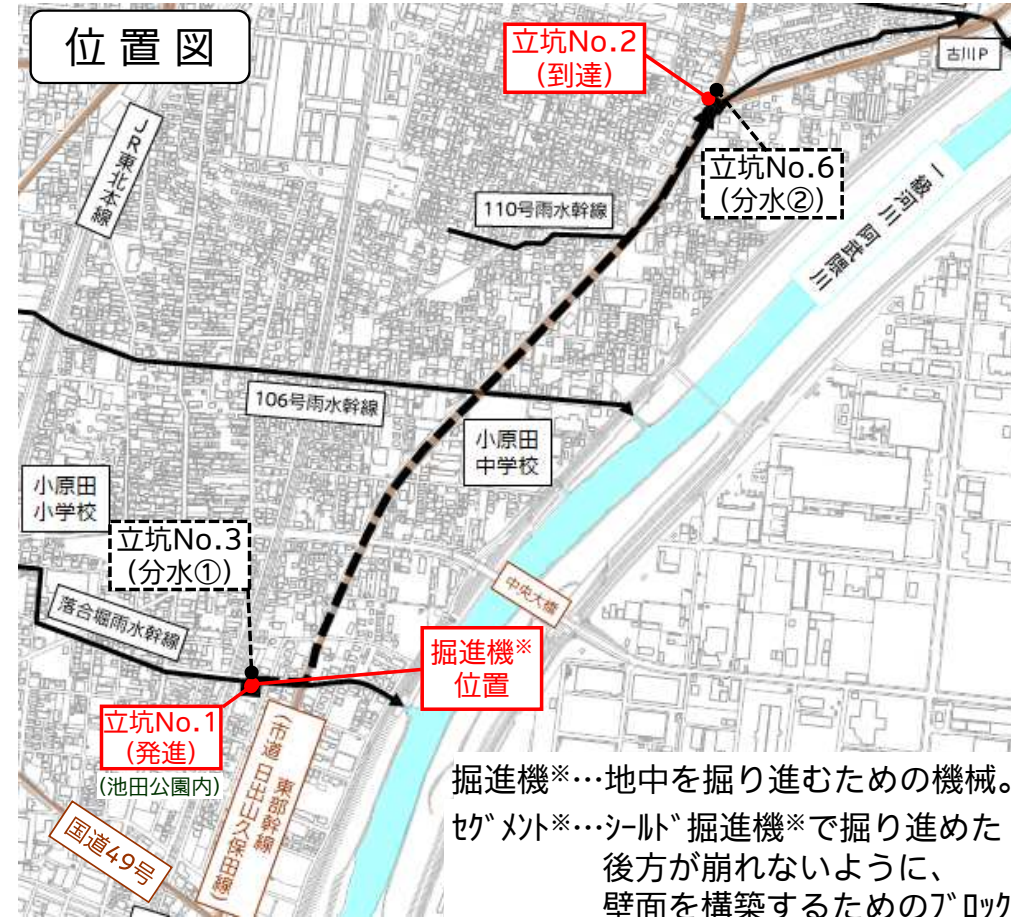 位置図
立坑No.2
(到達)
古川P
JR東北本線
立坑No.6
(分水②)
一級河川 阿武隈川
110号雨水幹線
106号雨水幹線
小原田
中学校
小原田
小学校
立坑No.3
(分水①)
中央大橋
落合堀雨水幹線
掘進機※
位置
立坑No.1
(発進)
(池田公園内)
東部幹線
(市道 日出山久保田線)
国道49号
掘進機※…地中を掘り進むための機械。
ｾｸﾞﾒﾝﾄ※…ｼｰﾙﾄﾞ掘進機※で掘り進めた
後方が崩れないように、
壁面を構築するためのﾌﾞﾛｯｸ